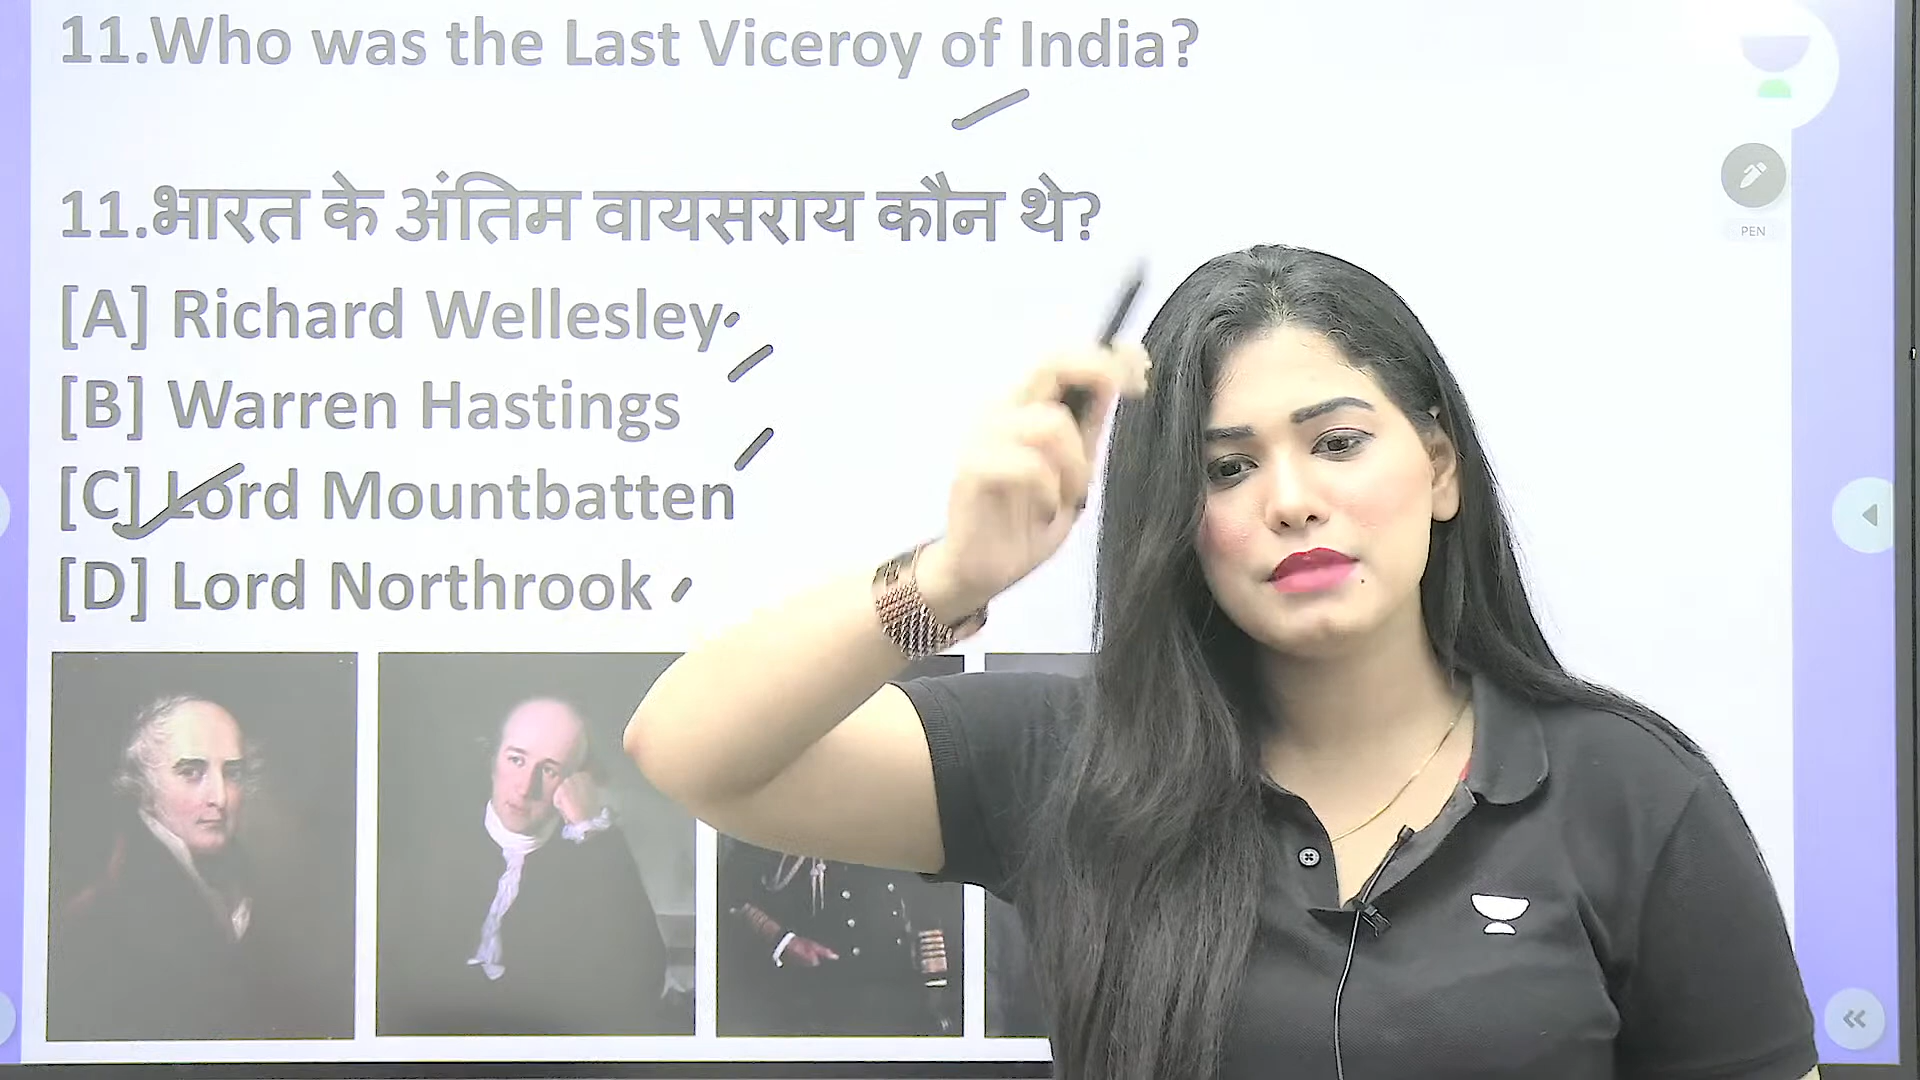 11.Who was the Last Viceroy of India?
11.भारत के अंतिम वायसराय कौन थे?
[A] Richard Wellesley
[B] Warren Hastings
[C] Lord Mountbatten
[D] Lord Northrook
PEN